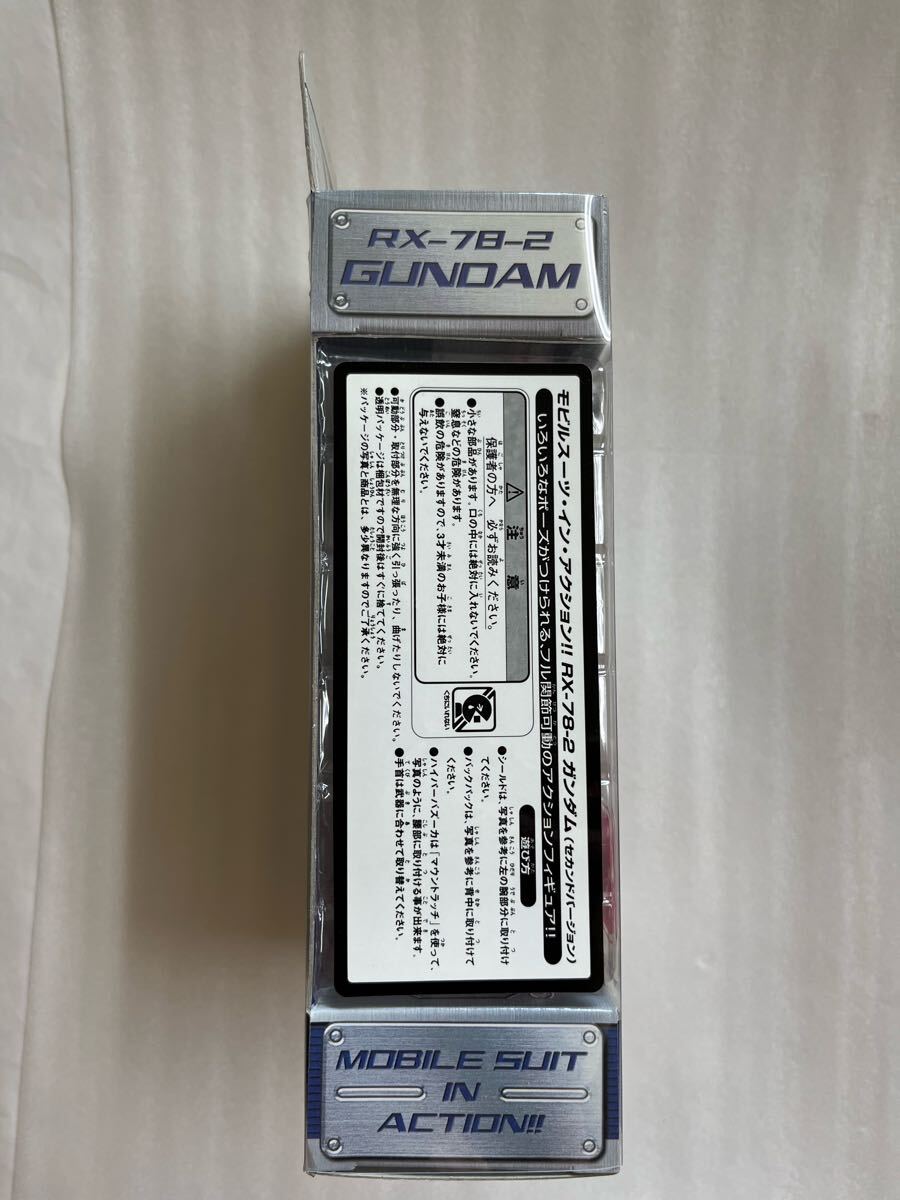 RX-78-2
GUNDAM
モビルスーツ・イン・アクション!! RX-78-2 ガンダム(セカンドバージョン)
いろいろなポーズがつけられる、フル関節可動のアクションフィギュア!!
⚠ 注意
保護者の方へ 必ずお読みください。
●小さな部品があります。口の中には絶対に入れないでください。
窒息などの危険があります。
●誤飲の危険がありますので、3才未満のお子様には絶対に
与えないでください。
くちにいれない
●可動部分・取付部分を無理な方向に強く引っ張ったり、曲げたりしないでください。
●透明パッケージは梱包材ですので開封後はすぐに捨ててください。
※パッケージの写真と商品とは、多少異なりますのでご了承ください。
遊び方
●シールドは、写真を参考に左の腕部分に取り付け
てください。
●バックパックは、写真を参考に背中に取り付けて
ください。
●ハイパーバズーカは「マウントラッチ」を使って、
写真のように、腰部に取り付ける事が出来ます。
●手首は武器に合わせて取り替えてください。
MOBILE SUIT
IN
ACTION!!